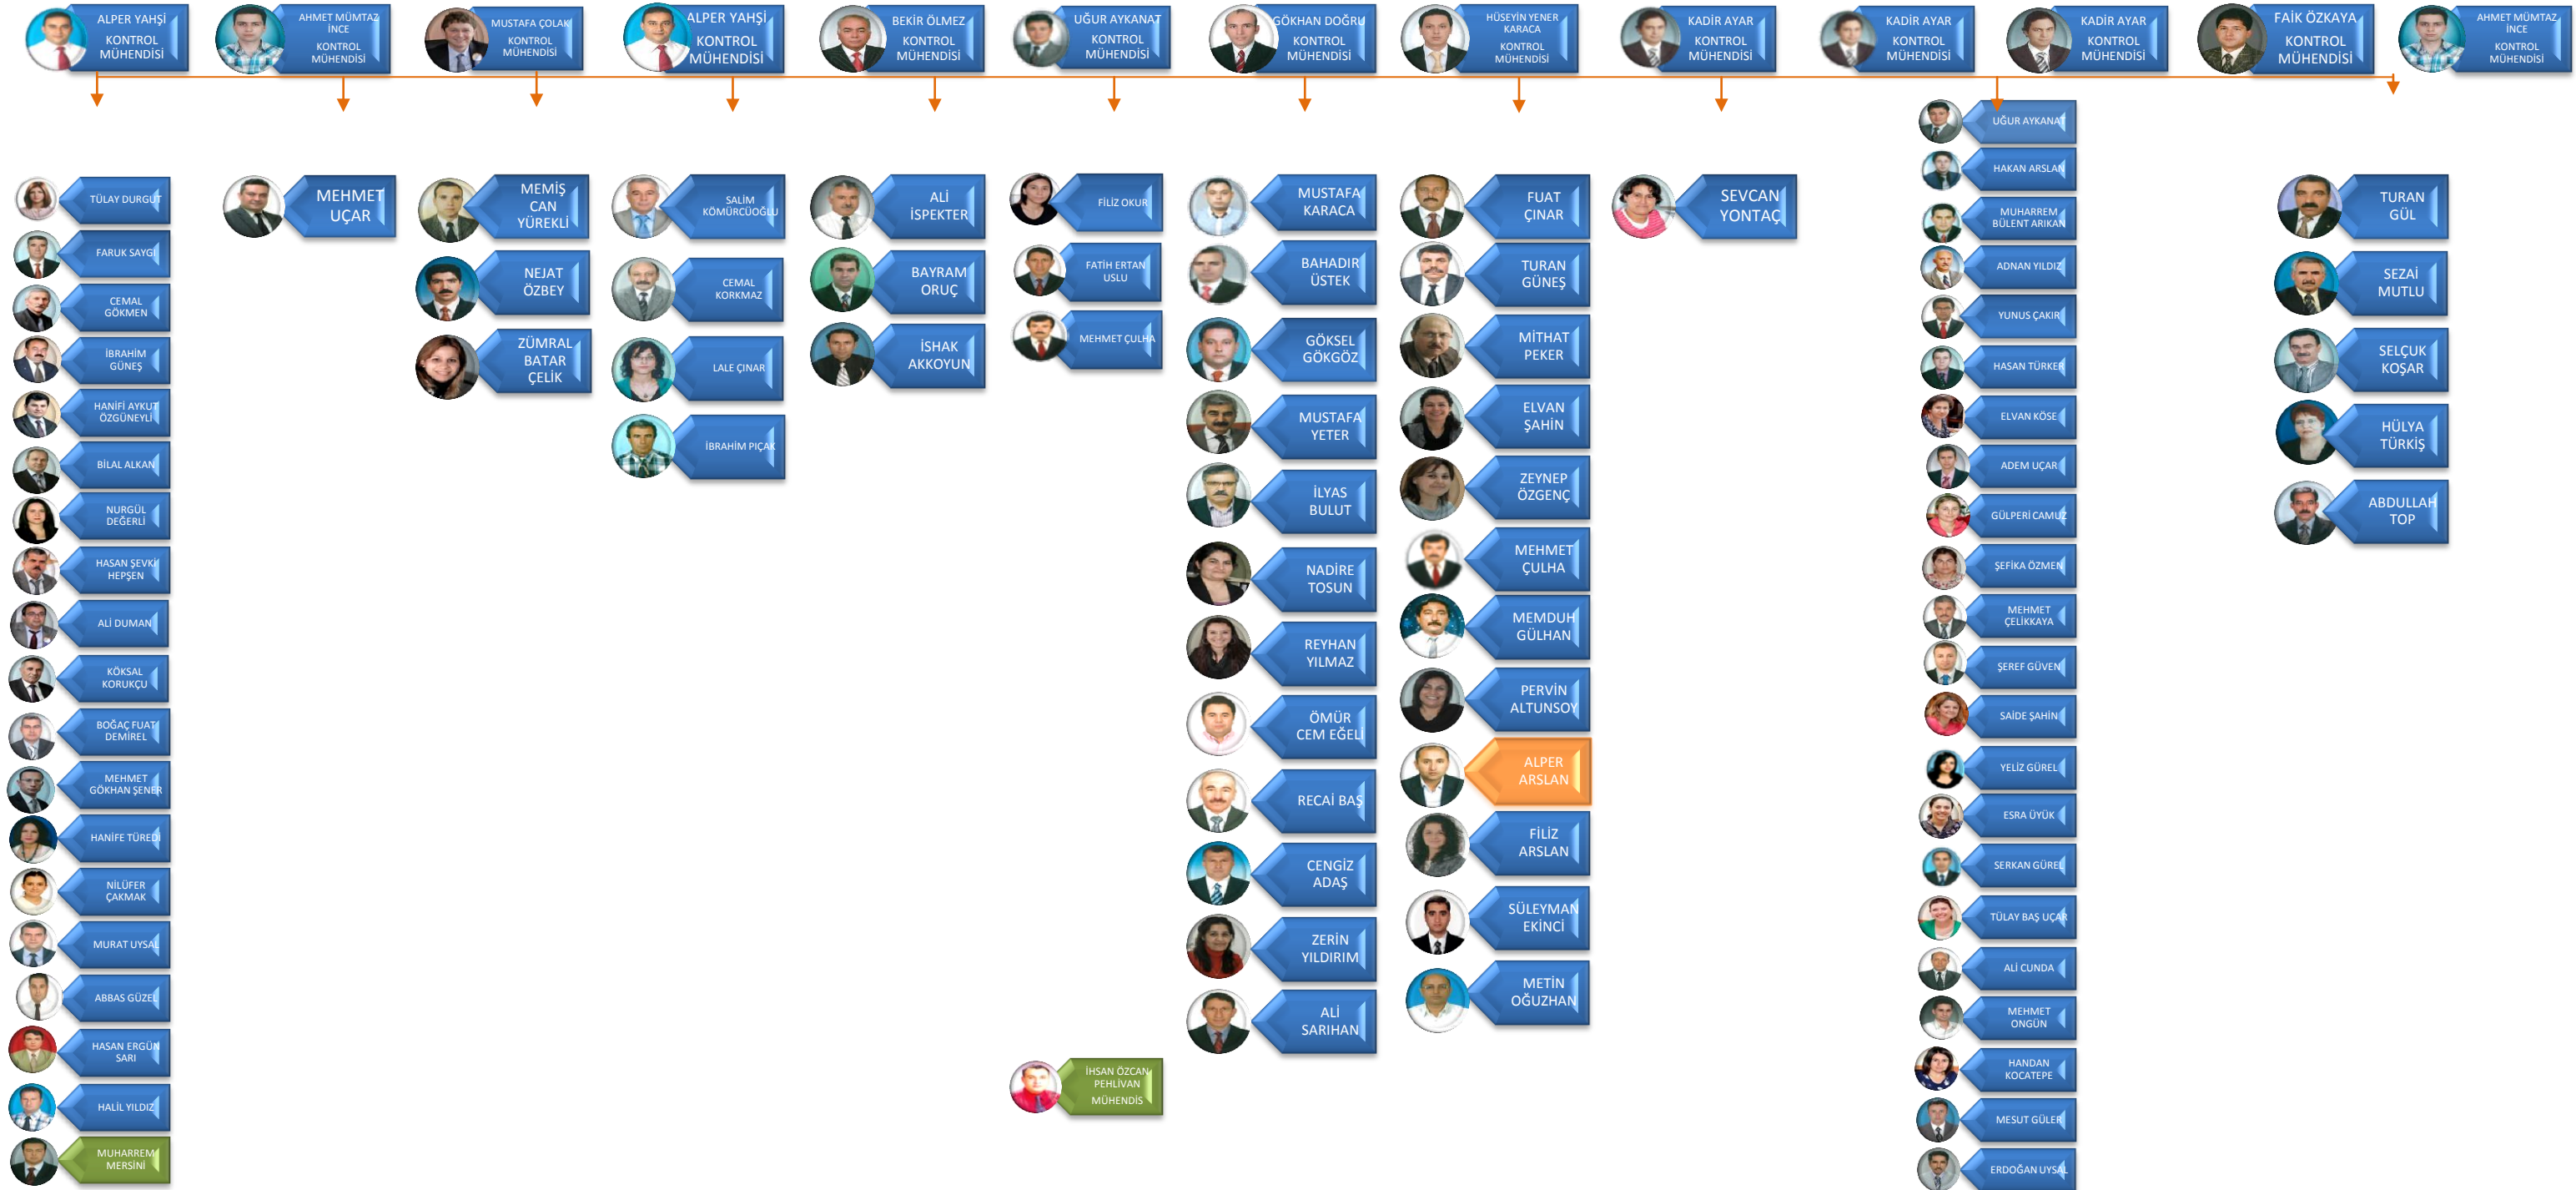 ALPER YAHŞİ
KONTROL
MÜHENDİSİ
AHMET MÜMTAZ
İNCE
KONTROL
MÜHENDİSİ
MUSTAFA ÇOLAK
KONTROL
MÜHENDİSİ
ALPER YAHŞİ
KONTROL
MÜHENDİSİ
BEKİR ÖLMEZ
KONTROL
MÜHENDİSİ
UĞUR AYKANAT
KONTROL
MÜHENDİSİ
GÖKHAN DOĞRU
KONTROL
MÜHENDİSİ
HÜSEYİN YENER
KARACA
KONTROL
MÜHENDİSİ
KADİR AYAR
KONTROL
MÜHENDİSİ
KADİR AYAR
KONTROL
MÜHENDİSİ
KADİR AYAR
KONTROL
MÜHENDİSİ
FAİK ÖZKAYA
KONTROL
MÜHENDİSİ
AHMET MÜMTAZ
İNCE
KONTROL
MÜHENDİSİ
TÜLAY DURGUT
FARUK SAYGI
CEMAL
GÖKMEN
İBRAHİM
GÜNEŞ
HANİFİ AYKUT
ÖZGÜNEYLİ
BİLAL ALKAN
NURGÜL
DEĞERLİ
HASAN ŞEVKİ
HEPŞEN
ALİ DUMAN
KÖKSAL
KORUKÇU
BOĞAÇ FUAT
DEMİREL
MEHMET
GÖKHAN ŞENER
HANİFE TÜREDİ
NİLÜFER
ÇAKMAK
MURAT UYSAL
ABBAS GÜZEL
HASAN ERGÜN
SARI
HALİL YILDIZ
MUHARREM
MERSİNİ
MEHMET
UÇAR
MEMİŞ
CAN
YÜREKLİ
NEJAT
ÖZBEY
ZÜMRAL
BATAR
ÇELİK
SALİM
KÖMÜRCÜOĞLU
CEMAL
KORKMAZ
LALE ÇINAR
İBRAHİM PIÇAK
ALİ
İSPEKTER
BAYRAM
ORUÇ
İSHAK
AKKOYUN
FİLİZ OKUR
FATİH ERTAN
USLU
MEHMET ÇULHA
İHSAN ÖZCAN
PEHLİVAN
MÜHENDİS
MUSTAFA
KARACA
BAHADIR
ÜSTEK
GÖKSEL
GÖKGÖZ
MUSTAFA
YETER
İLYAS
BULUT
NADİRE
TOSUN
REYHAN
YILMAZ
ÖMÜR
CEM EĞELİ
RECAİ BAŞ
CENGİZ
ADAŞ
ZERİN
YILDIRIM
ALİ
SARIHAN
FUAT
ÇINAR
TURAN
GÜNEŞ
MİTHAT
PEKER
ELVAN
ŞAHİN
ZEYNEP
ÖZGENÇ
MEHMET
ÇULHA
MEMDUH
GÜLHAN
PERVİN
ALTUNSOY
ALPER
ARSLAN
FİLİZ
ARSLAN
SÜLEYMAN
EKİNCİ
METİN
OĞUZHAN
SEVCAN
YONTAÇ
UĞUR AYKANAT
HAKAN ARSLAN
MUHARREM
BÜLENT ARIKAN
ADNAN YILDIZ
YUNUS ÇAKIR
HASAN TÜRKER
ELVAN KÖSE
ADEM UÇAR
GÜLPERİ CAMUZ
ŞEFİKA ÖZMEN
MEHMET
ÇELİKKAYA
ŞEREF GÜVEN
SAİDE ŞAHİN
YELİZ GÜREL
ESRA ÜYÜK
SERKAN GÜREL
TÜLAY BAŞ UÇAR
ALİ CUNDA
MEHMET
ONGÜN
HANDAN
KOCATEPE
MESUT GÜLER
ERDOĞAN UYSAL
TURAN
GÜL
SEZAİ
MUTLU
SELÇUK
KOŞAR
HÜLYA
TÜRKİŞ
ABDULLAH
TOP